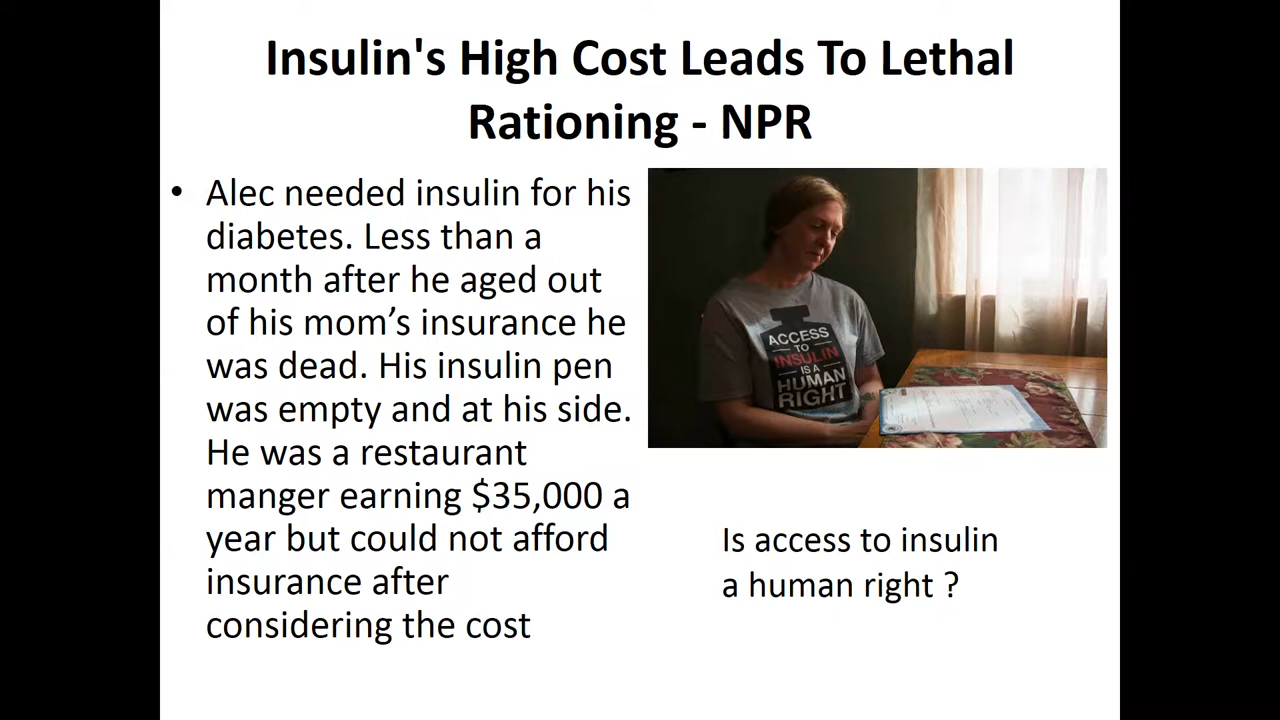 Insulin's High Cost Leads To Lethal
Rationing - NPR
• Alec needed insulin for his
diabetes. Less than a
month after he aged out
of his mom’s insurance he
was dead. His insulin pen
was empty and at his side.
He was a restaurant
manger earning $35,000 a
year but could not afford
insurance after
considering the cost
ACCESS
TO
INSULIN
IS A
HUMAN
RIGHT
Is access to insulin
a human right ?